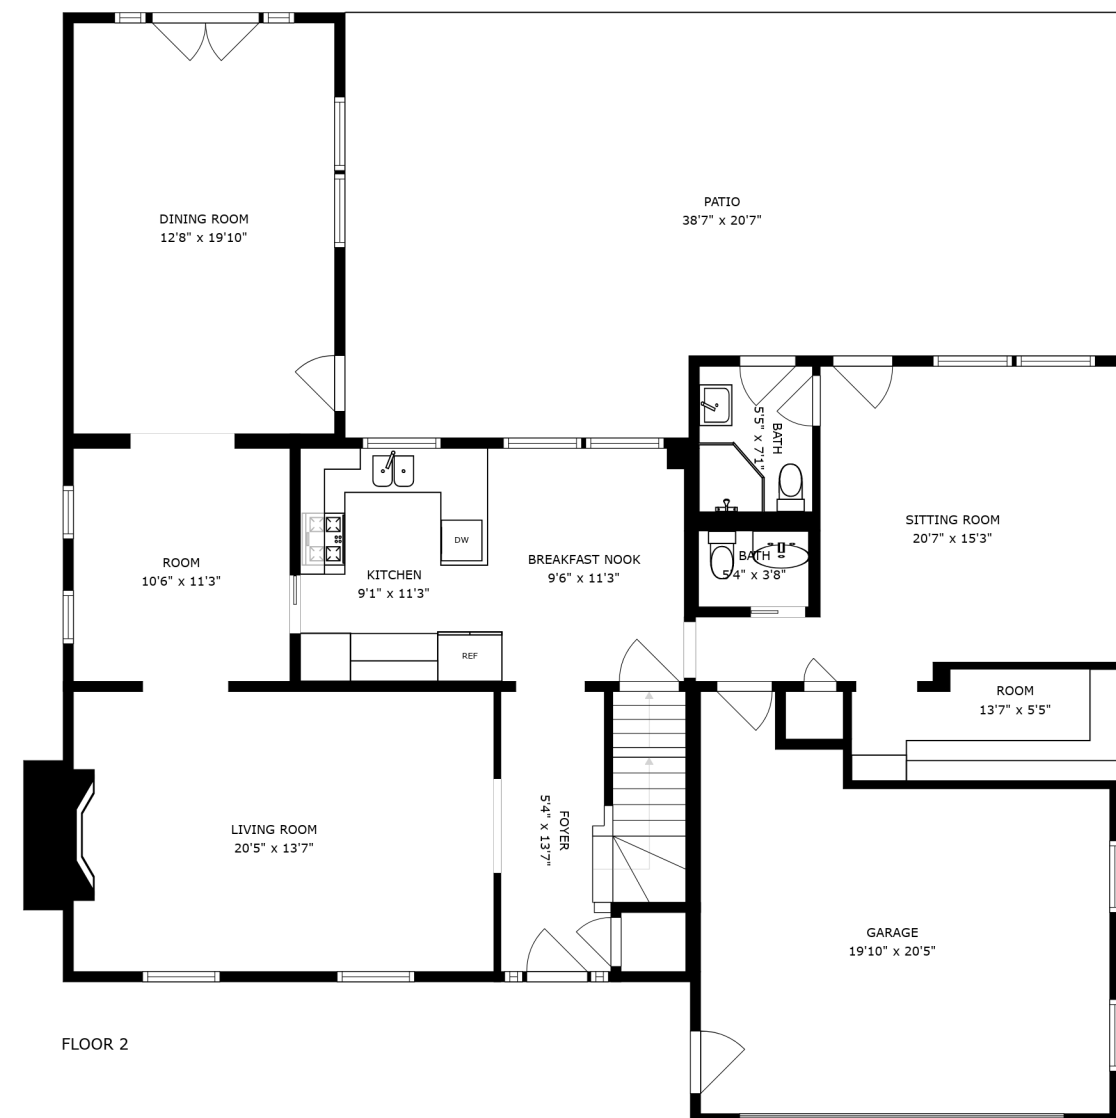 PATIO
38'7" x 20'7"
DINING ROOM
12'8" x 19'10"
BATH
5'5" x 7'1"
SITTING ROOM
20'7" x 15'3"
DW
BREAKFAST NOOK
9'6" x 11'3"
BATH
5'4" x 3'8"
ROOM
10'6" x 11'3"
KITCHEN
9'1" x 11'3"
REF
ROOM
13'7" x 5'5"
LIVING ROOM
20'5" x 13'7"
FOYER
5'4" x 13'7"
GARAGE
19'10" x 20'5"
FLOOR 2